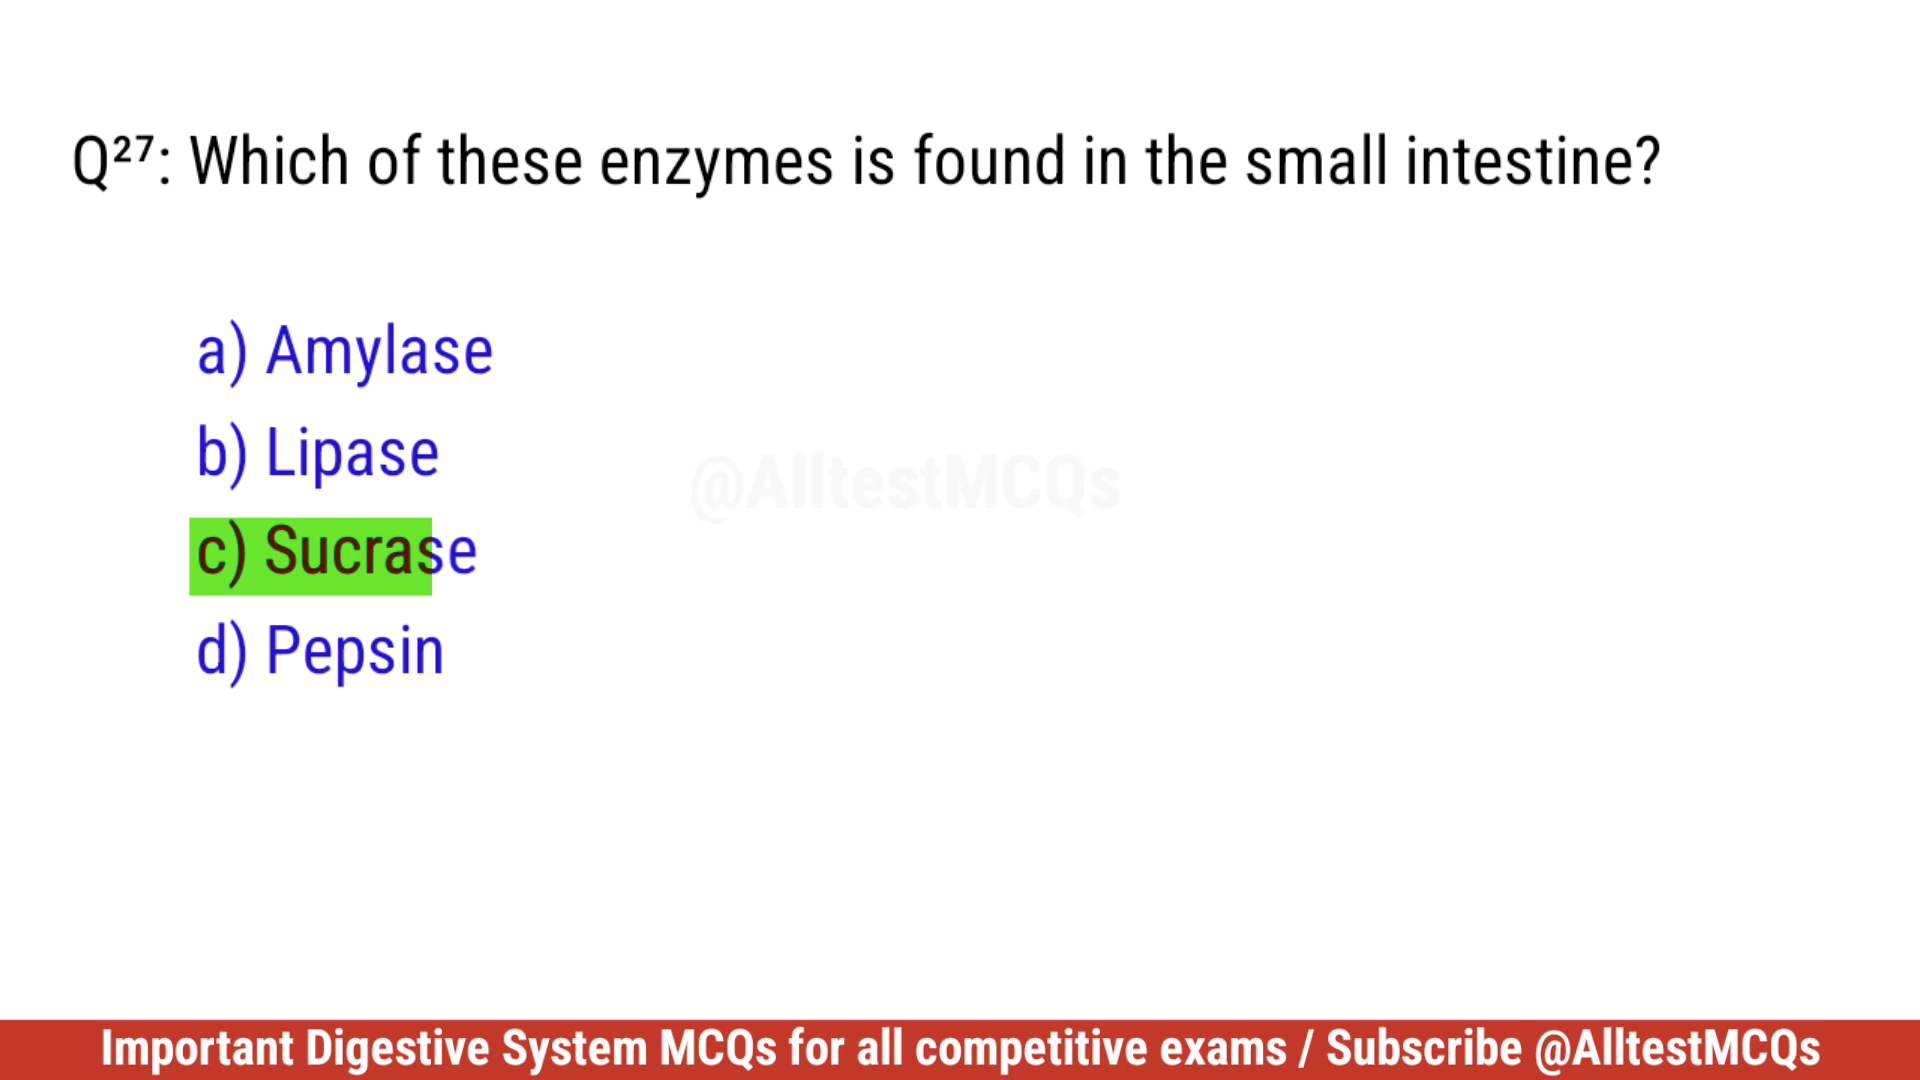 Q²⁷: Which of these enzymes is found in the small intestine?
a) Amylase
b) Lipase
@AlltestMCQs
c) Sucrase
d) Pepsin
Important Digestive System MCQs for all competitive exams / Subscribe @AlltestMCQs